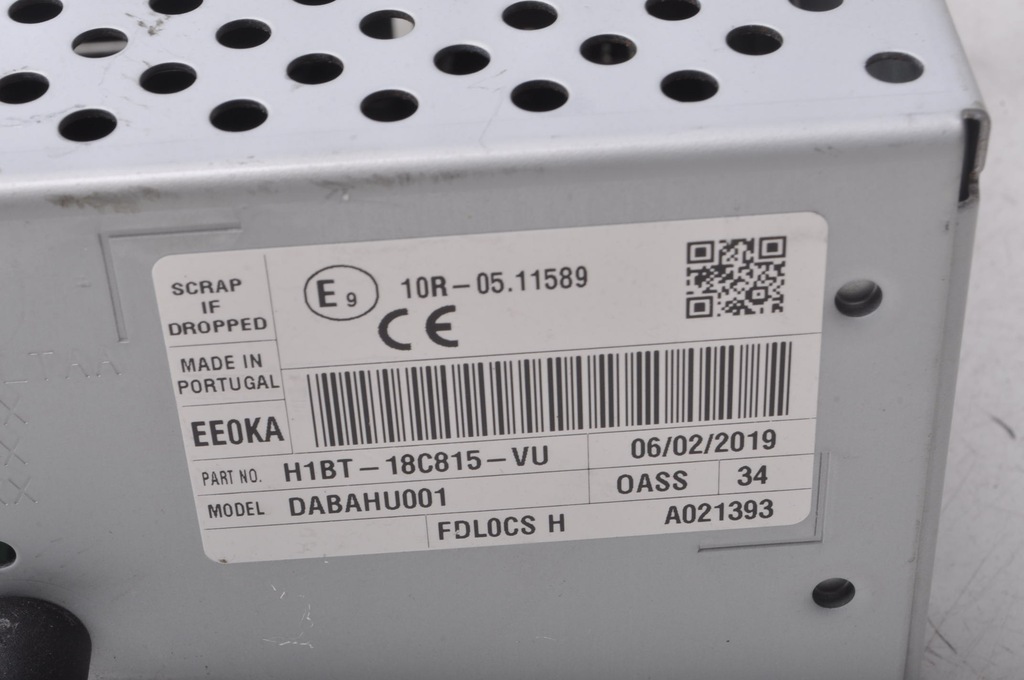 SCRAP
IF
DROPPED
E9
10R-05.11589
CE
MADE IN
PORTUGAL
EE0KA
PART NO. H1BT-18C815-VU
06/02/2019
MODEL DABAHU001
OASS
34
FDL0CS H
A021393